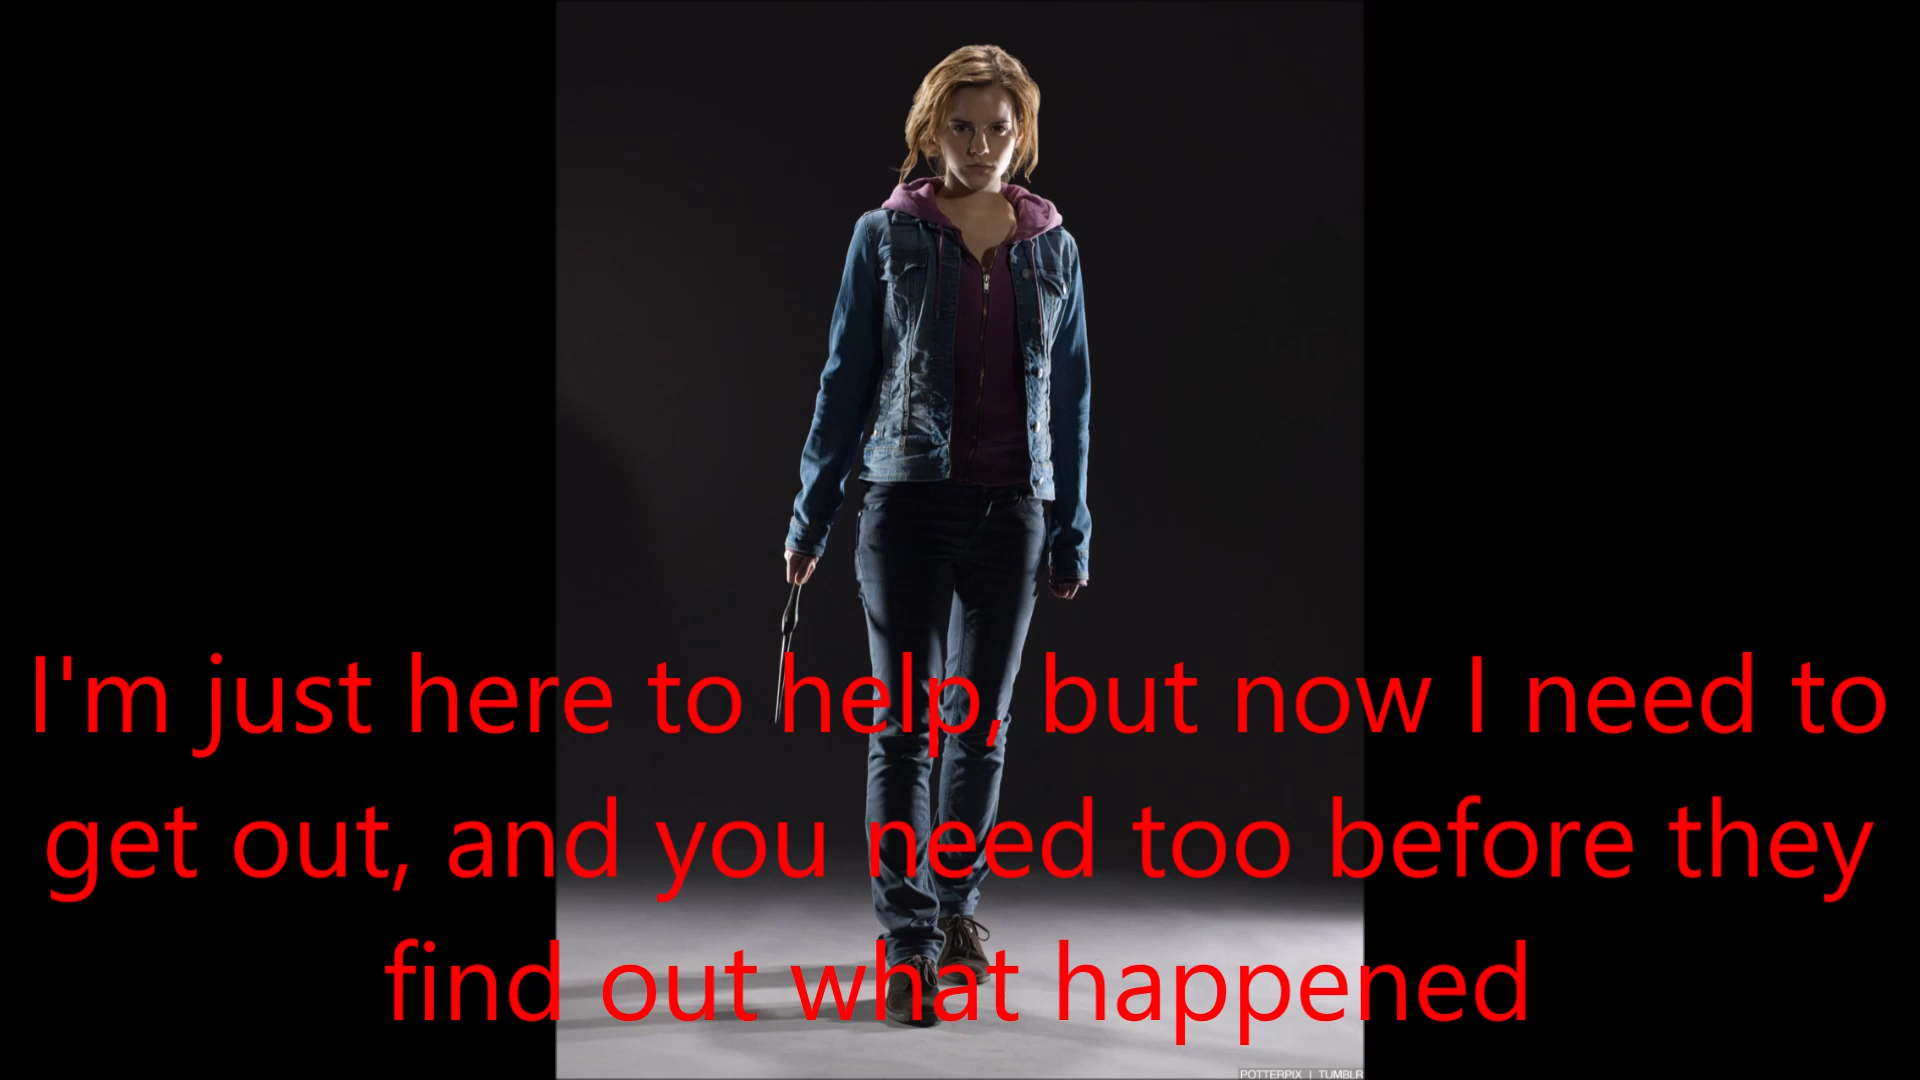 I'm just here to help, but now I need to
get out, and you need too before they
find out what happened
POTTERPIX | TUMBLR